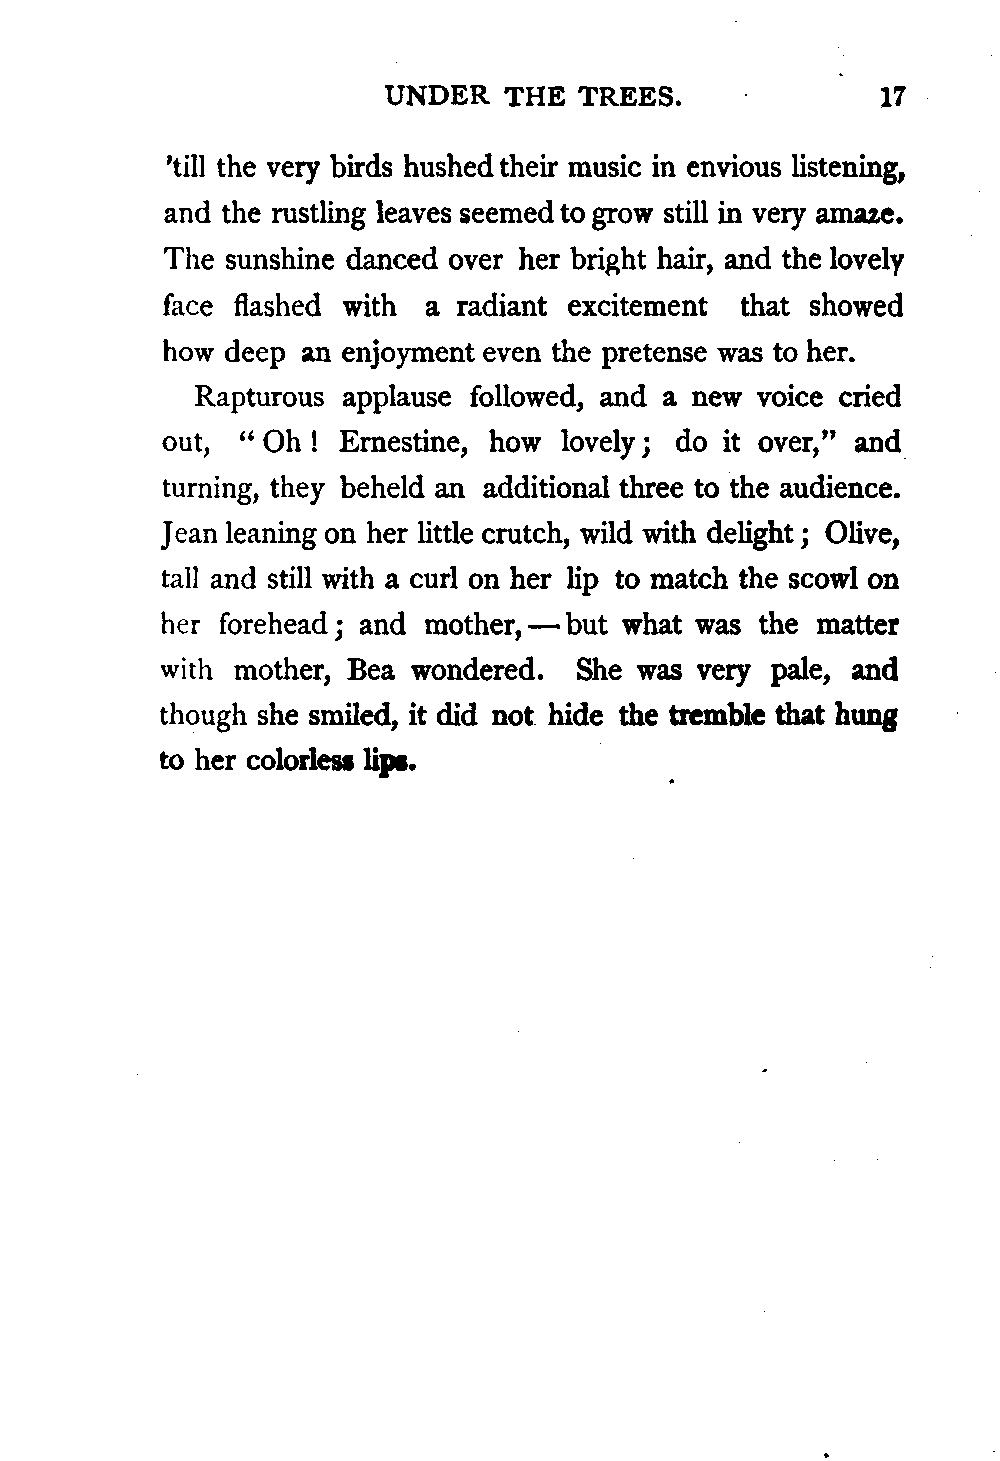 UNDER THE TREES. 17
'till the very birds hushed their music in envious listening,
and the rustling leaves seemed to grow still in very amaze.
The sunshine danced over her bright hair, and the lovely
face flashed with a radiant excitement that showed
how deep an enjoyment even the pretense was to her.
Rapturous applause followed, and a new voice cried
out, “Oh! Ernestine, how lovely; do it over,” and
turning, they beheld an additional three to the audience.
Jean leaning on her little crutch, wild with delight; Olive,
tall and still with a curl on her lip to match the scowl on
her forehead; and mother,—but what was the matter
with mother, Bea wondered. She was very pale, and
though she smiled, it did not hide the tremble that hung
to her colorless lips.